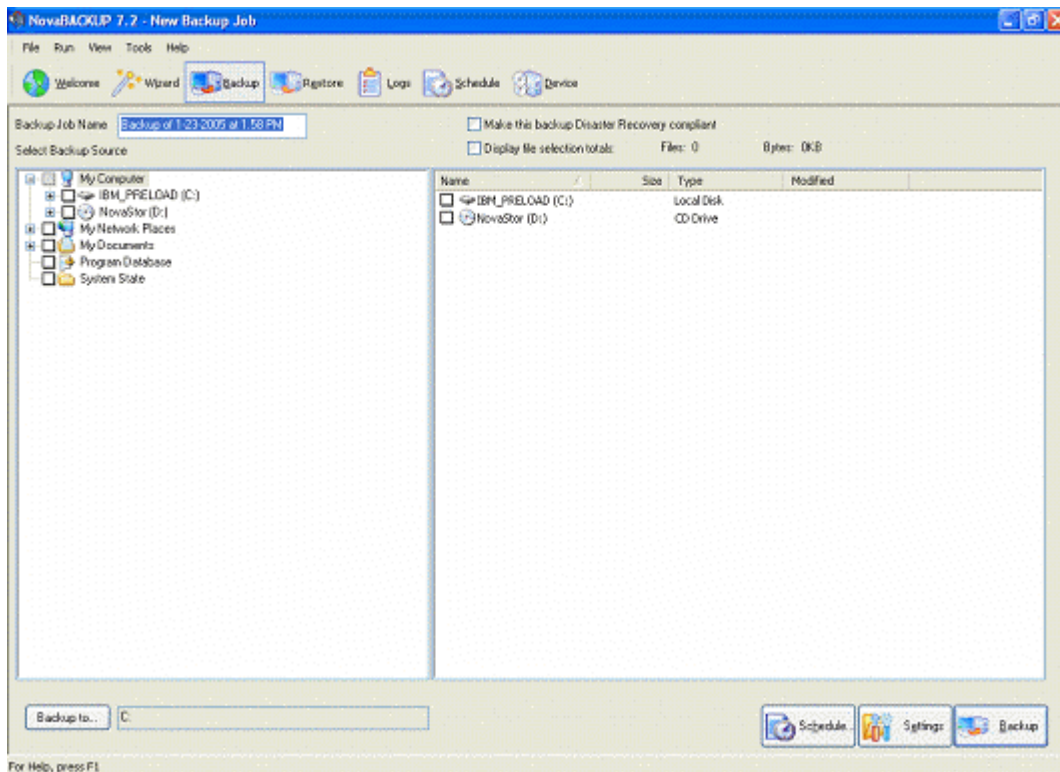 NovaBACKUP 7.2 - New Backup Job
File Run View Tools Help
Welcome Wizard Backup Restore Logs Schedule Device
Backup Job Name Backup of 1-23-2005 at 1.58 PM
Make this backup Disaster Recovery compliant
Select Backup Source
Display file selection totals: Files: 0 Bytes: 0KB
My Computer
IBM_PRELOAD (C:)
NovaStor (D:)
My Network Places
My Documents
Program Database
System State
Name Size Type Modified
IBM_PRELOAD (C:) Local Disk
NovaStor (D:) CD Drive
Backup to... C:
Schedule... Settings Backup
For Help, press F1